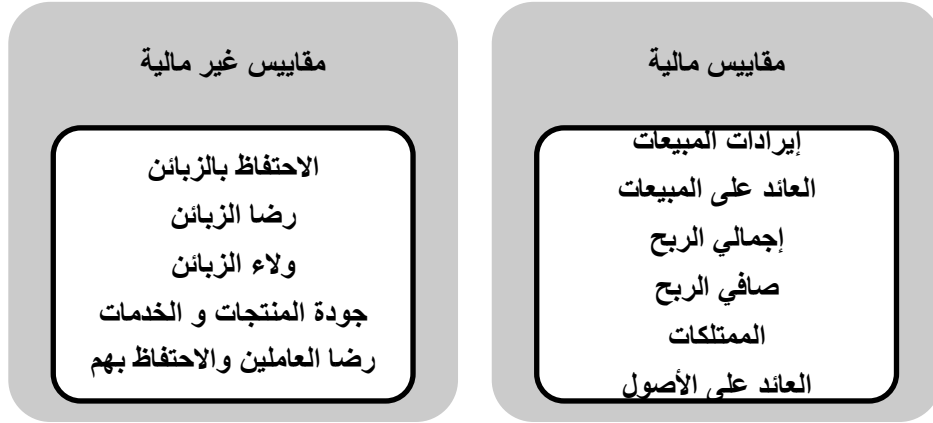 مقاييس مالية
إيرادات المبيعات
العائد على المبيعات
إجمالي الربح
صافي الربح
الممتلكات
العائد على الأصول
مقاييس غير مالية
الاحتفاظ بالزبائن
رضا الزبائن
ولاء الزبائن
جودة المنتجات و الخدمات
رضا العاملين والاحتفاظ بهم